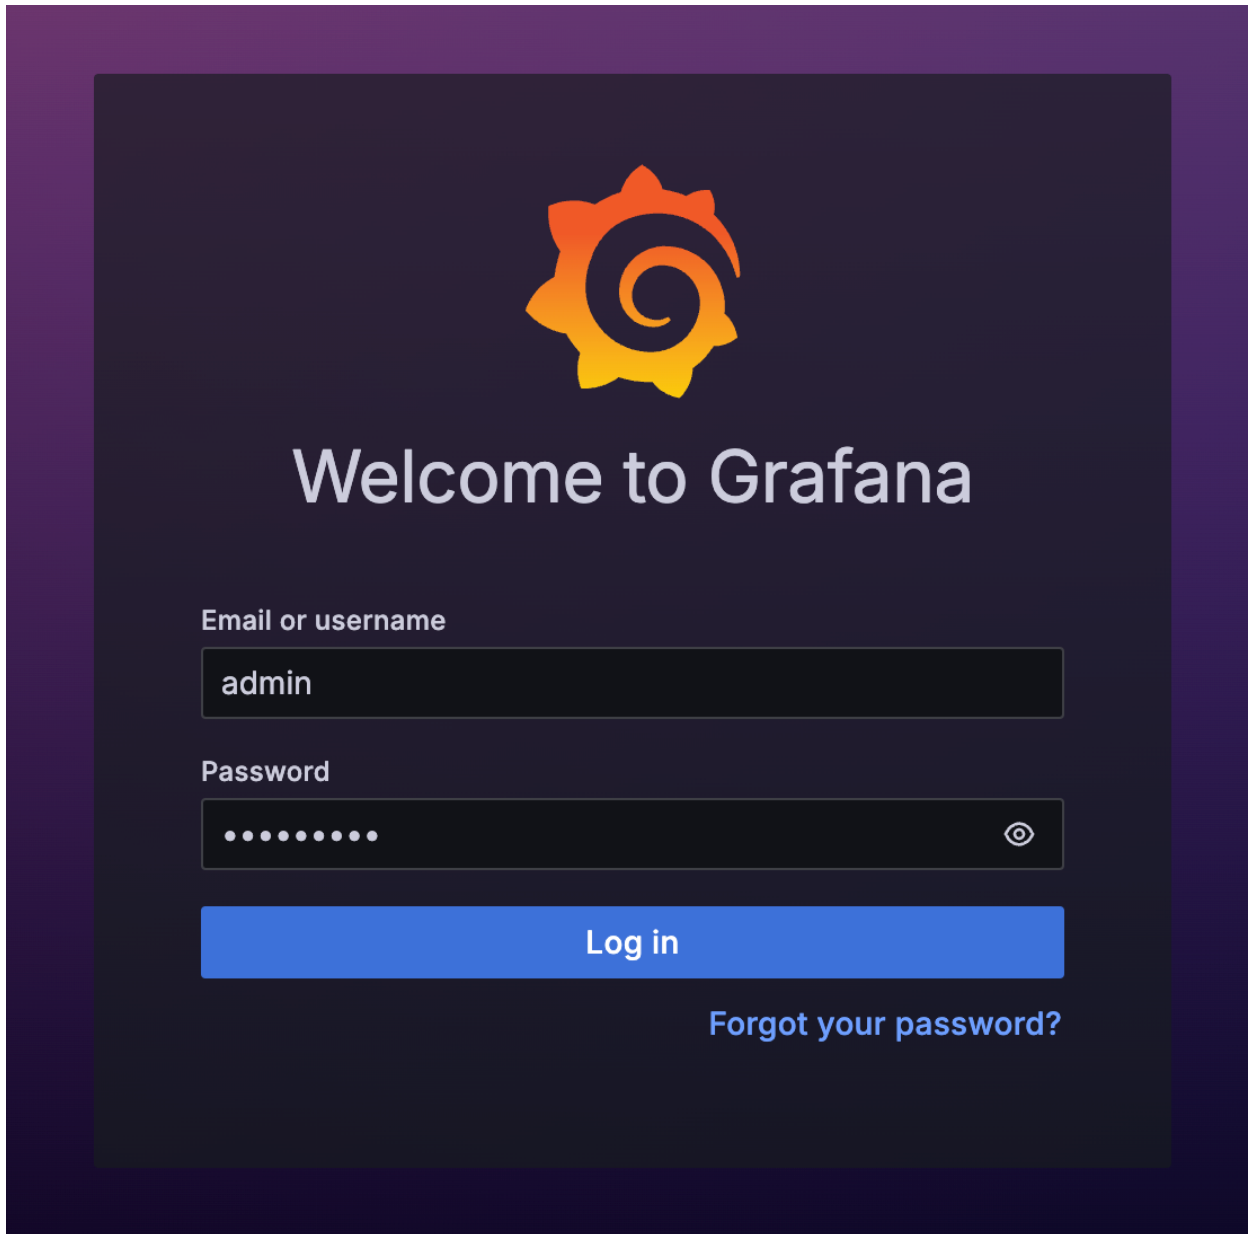 Welcome to Grafana
Email or username
admin
Password
•••••••••
Log in
Forgot your password?